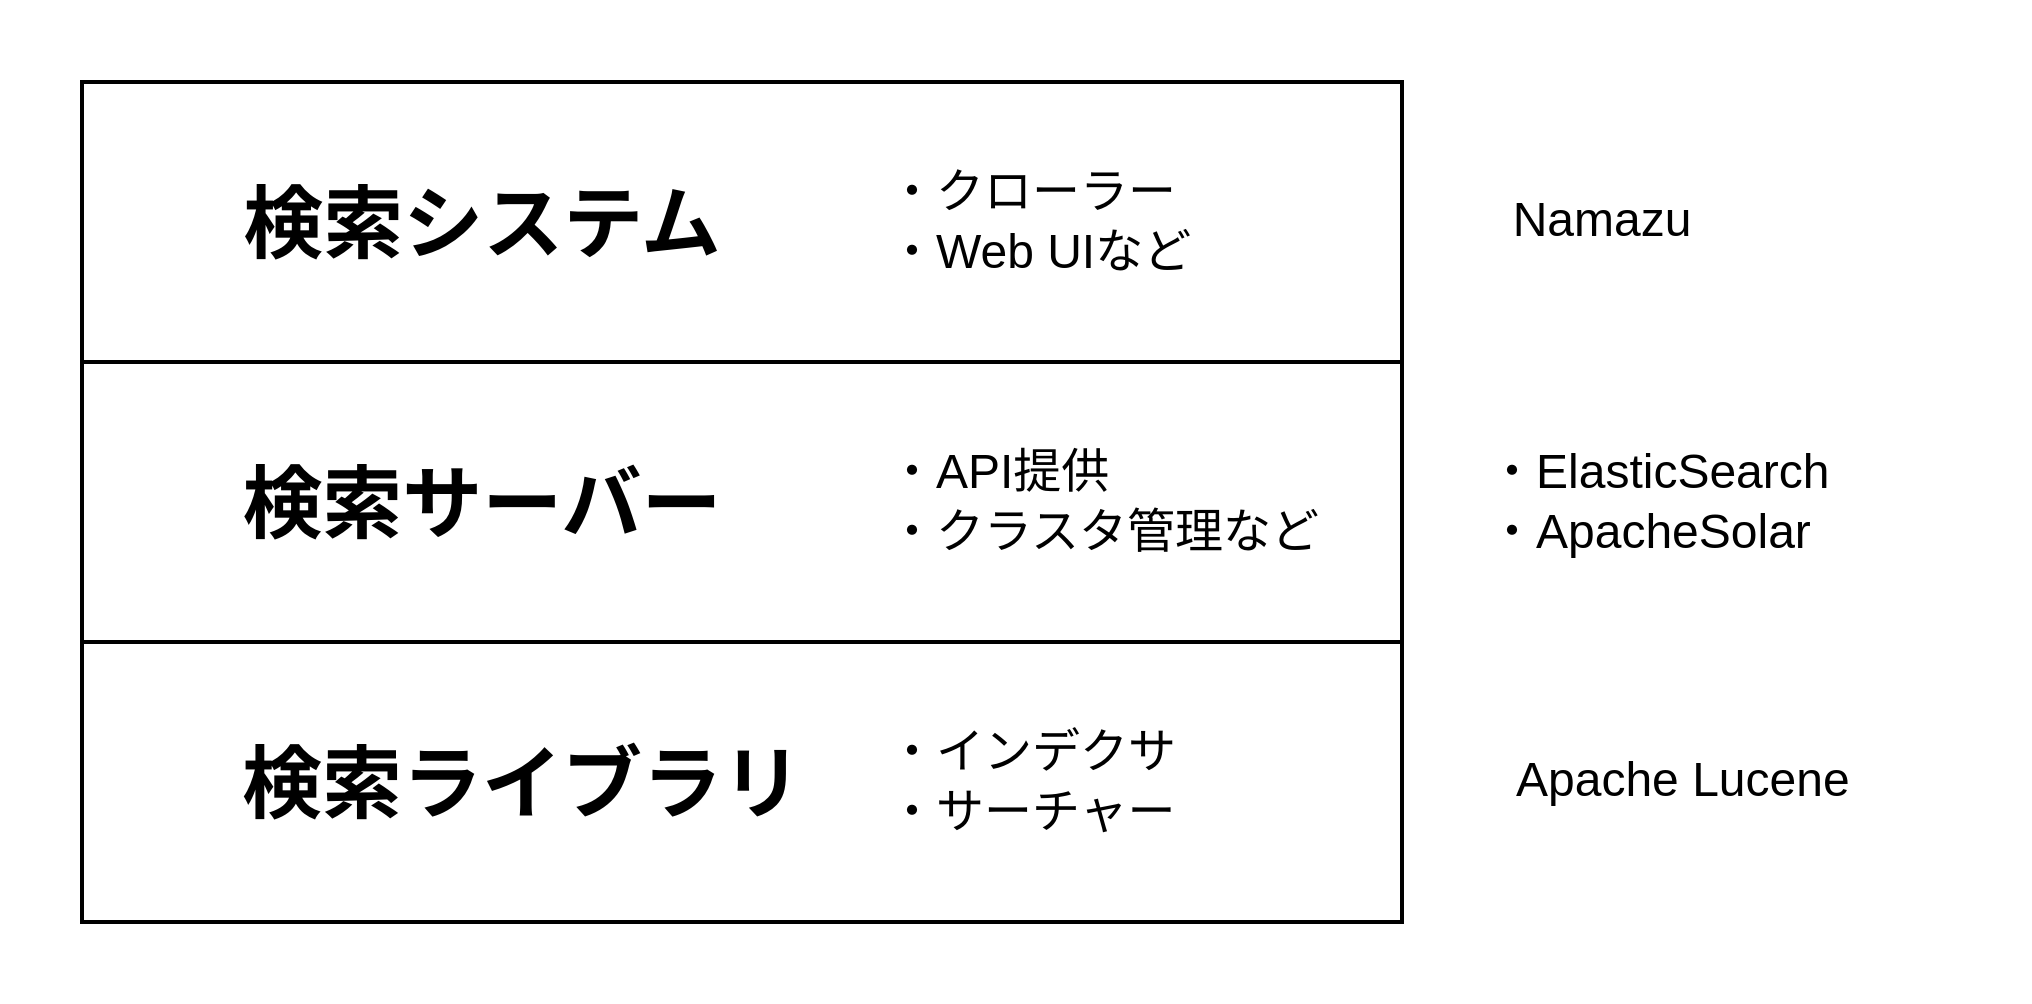 検索システム
・クローラー
・Web UIなど
Namazu
検索サーバー
・API提供
・クラスタ管理など
・ElasticSearch
・ApacheSolar
検索ライブラリ
・インデクサ
・サーチャー
Apache Lucene